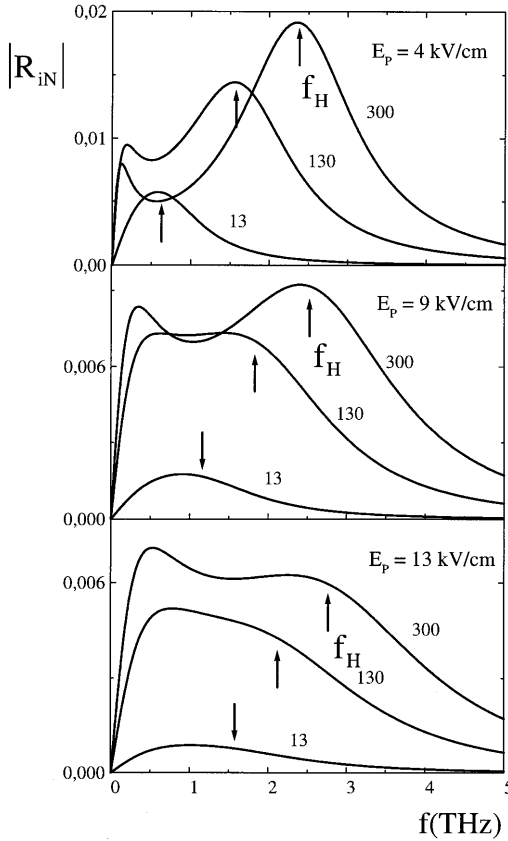 0,02
|R_iN|
E_P = 4 kV/cm
f_H
300
0,01
130
13
0,00
E_P = 9 kV/cm
f_H
300
0,006
130
13
0,000
E_P = 13 kV/cm
0,006
300
f_H
130
13
0,000
0 1 2 3 4 5
f(THz)